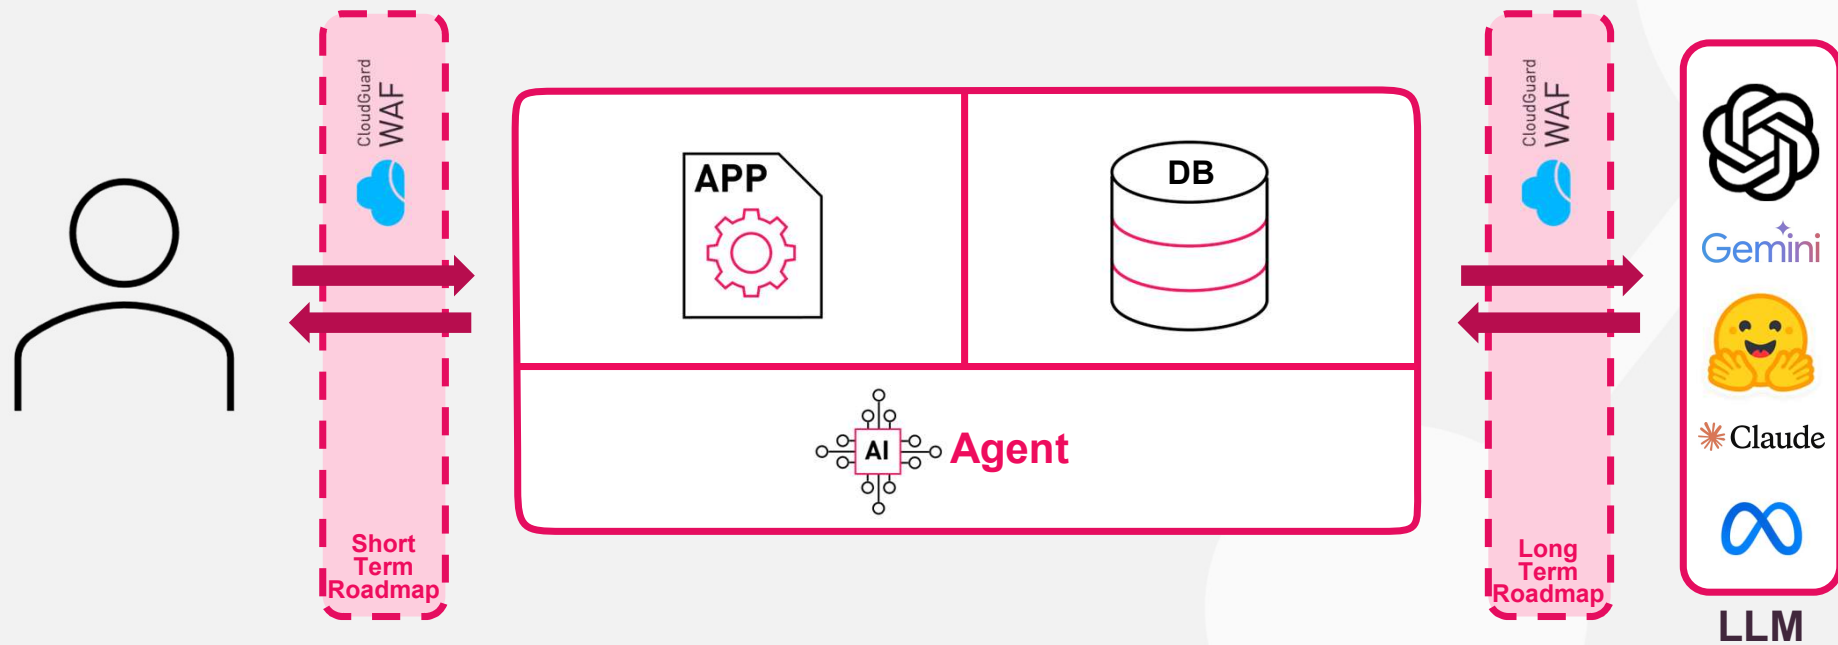 CloudGuard
WAF
Short
Term
Roadmap
APP
DB
AI
Agent
CloudGuard
WAF
Long
Term
Roadmap
Gemini
Claude
LLM